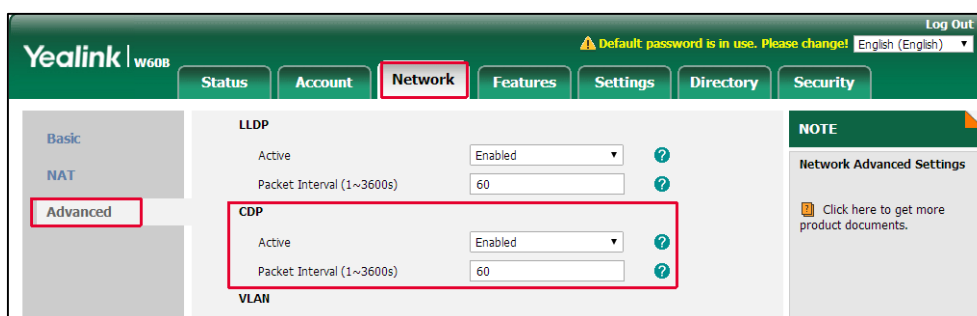 Log Out
Default password is in use. Please change! English (English)
Yealink W60B
Status Account Network Features Settings Directory Security
Basic
NAT
Advanced
LLDP
Active Enabled
Packet Interval (1~3600s) 60
CDP
Active Enabled
Packet Interval (1~3600s) 60
VLAN
NOTE
Network Advanced Settings
Click here to get more
product documents.